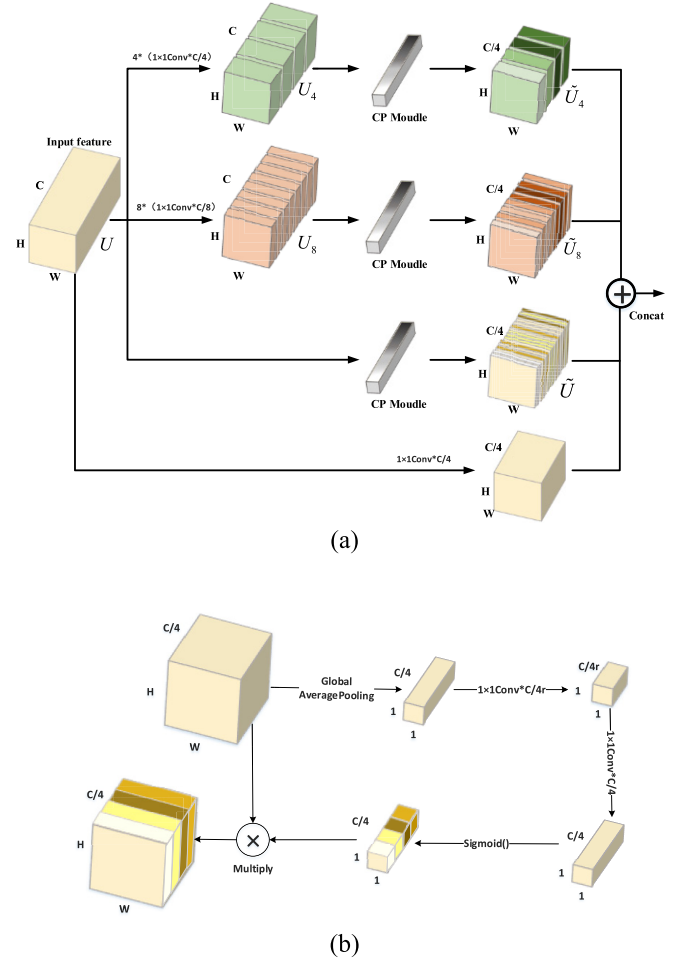 C
4*（1×1Conv*C/4）
H
U4
W
CP Moudle
C/4
H
Ũ4
W
Input feature
C
H
U
W
C
8*（1×1Conv*C/8）
H
U8
W
CP Moudle
C/4
H
Ũ8
W
Concat
CP Moudle
C/4
H
Ũ
W
1×1Conv*C/4
C/4
H
W
(a)
C/4
H
W
Global
AveragePooling
C/4
1
1
1×1Conv*C/4r
C/4r
1
1
1×1Conv*C/4
C/4
1
1
Sigmoid()
C/4
1
1
Multiply
C/4
H
W
(b)